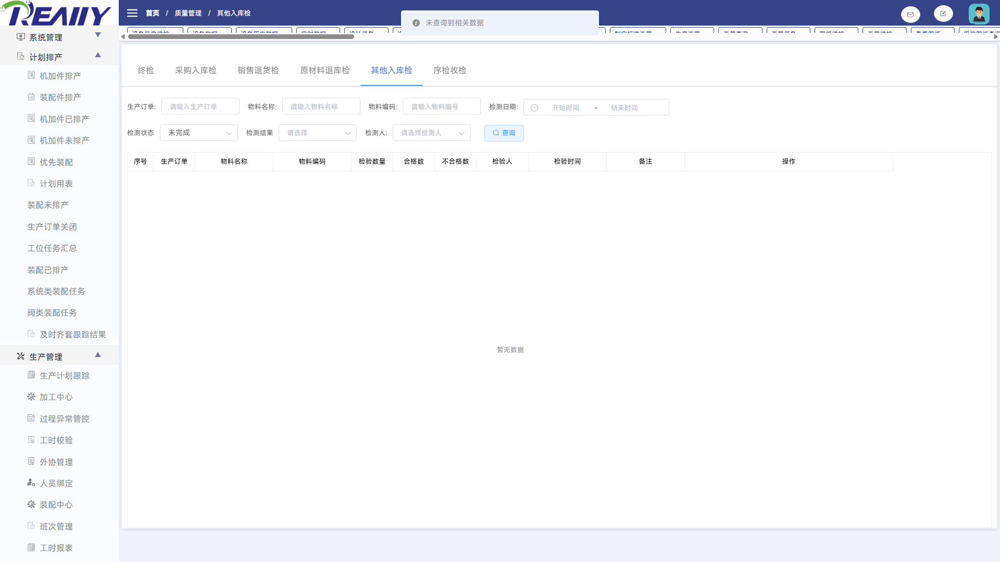 REAllY
首页 / 质量管理 / 其他入库检
未查询到相关数据
系统管理
计划排产
机加件排产
装配件排产
机加件已排产
机加件未排产
优先装配
计划用表
装配未排产
生产订单关闭
工位任务汇总
装配已排产
系统类装配任务
阀类装配任务
及时齐套跟踪结果
生产管理
生产计划跟踪
加工中心
过程异常管控
工时校验
外协管理
人员绑定
装配中心
班次管理
工时报表
终检 采购入库检 销售退货检 原材料退库检 其他入库检 序检收检
生产订单: 请输入生产订单 物料名称: 请输入物料名称 物料编码: 请输入物料编号 检测日期: 开始时间 - 结束时间
检测状态 未完成 检测结果 请选择 检测人: 请选择检测人 查询
序号 生产订单 物料名称 物料编码 检验数量 合格数 不合格数 检验人 检验时间 备注 操作
暂无数据